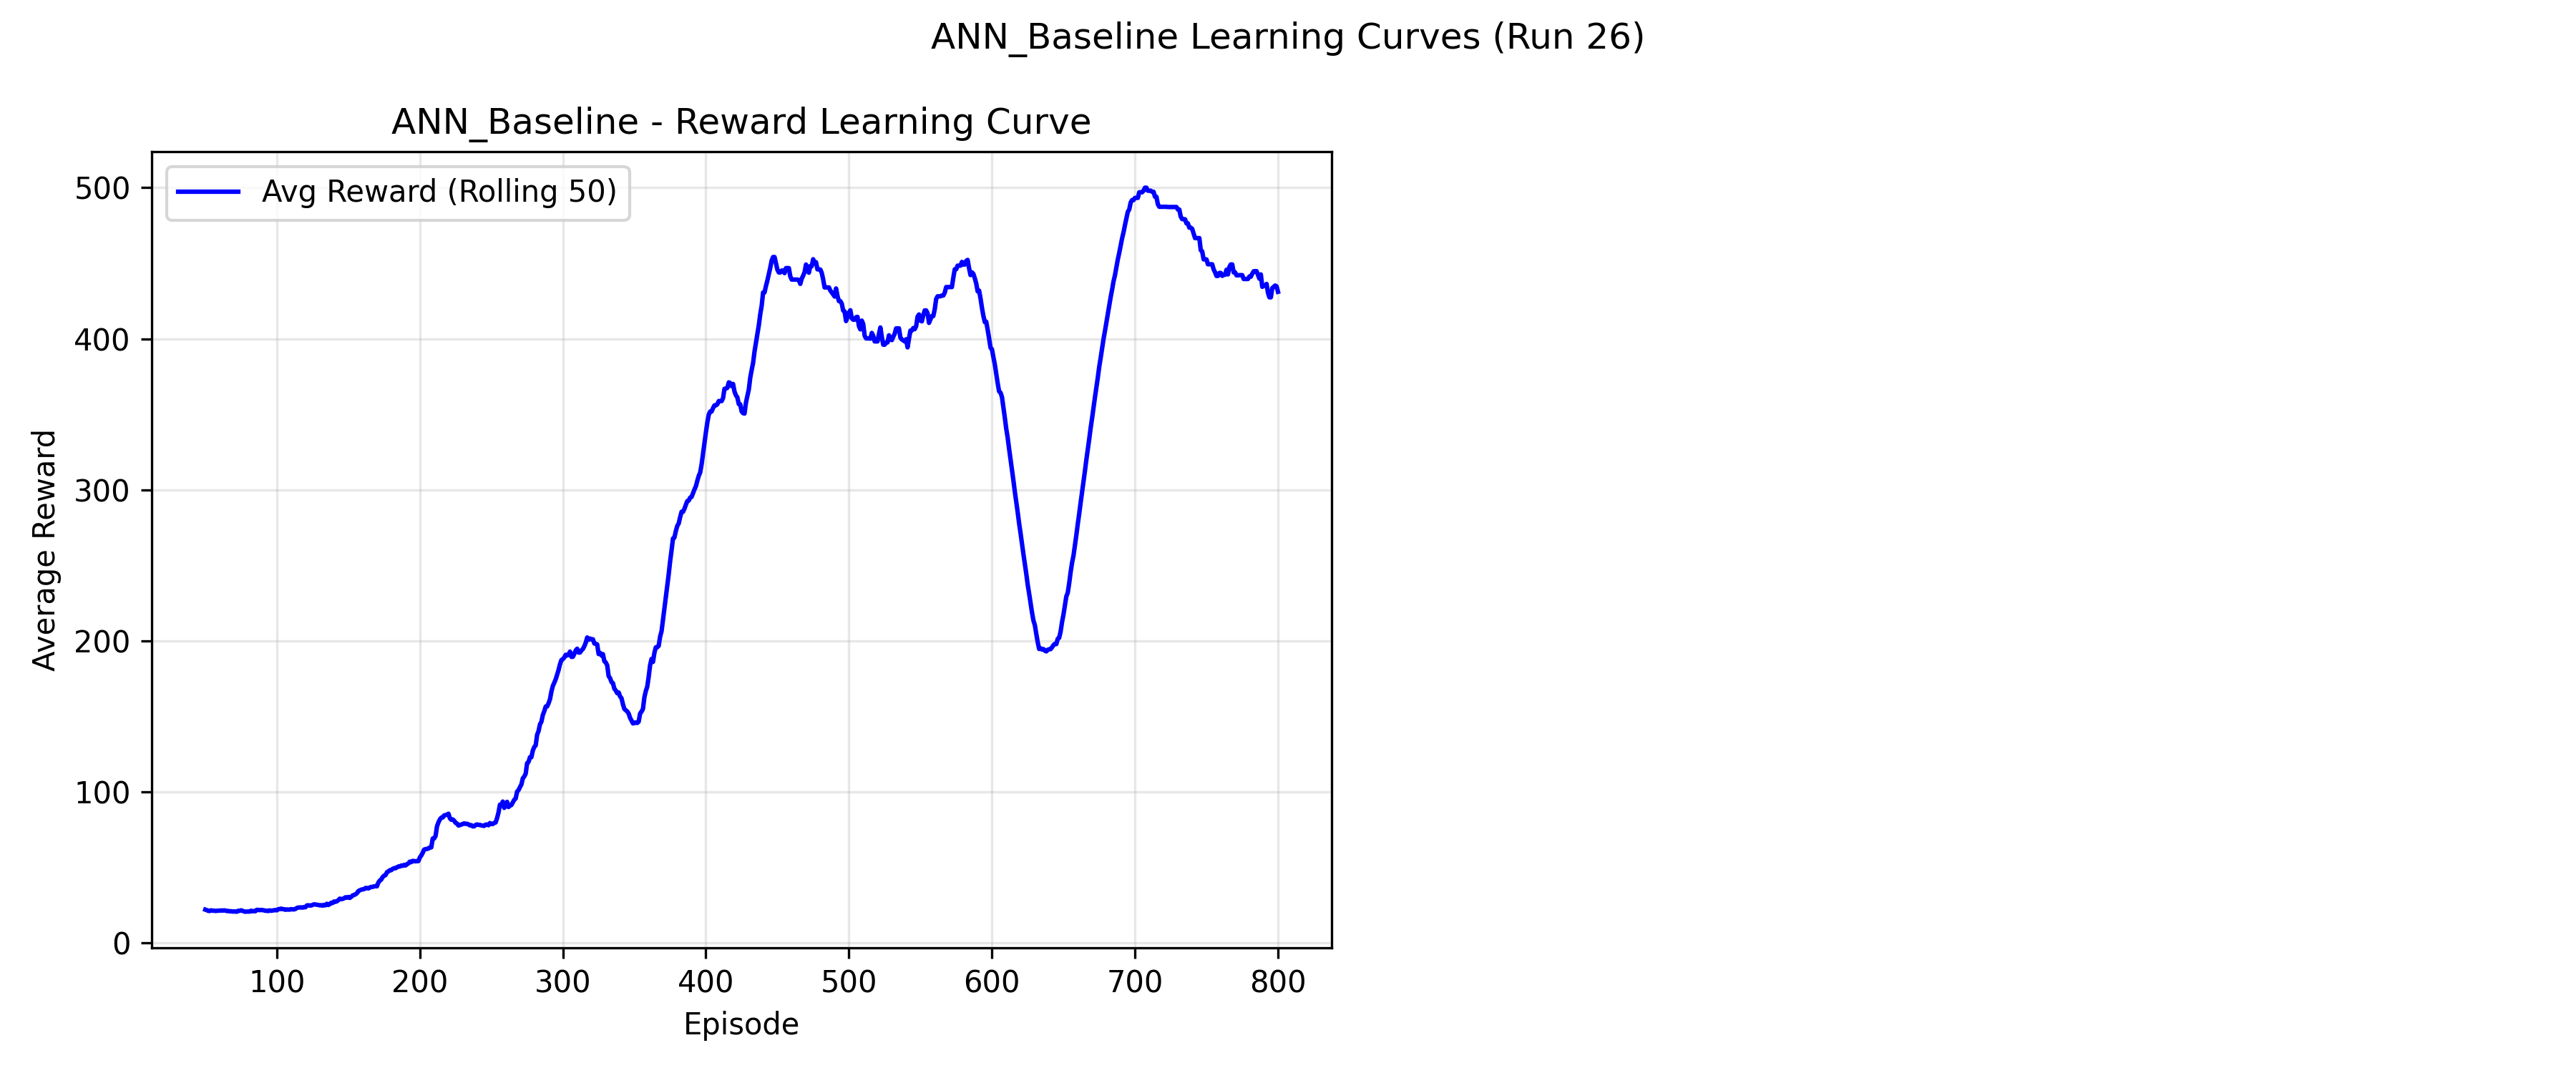 ANN_Baseline Learning Curves (Run 26)
ANN_Baseline - Reward Learning Curve
Avg Reward (Rolling 50)
500
400
300
200
100
0
Average Reward
100 200 300 400 500 600 700 800
Episode